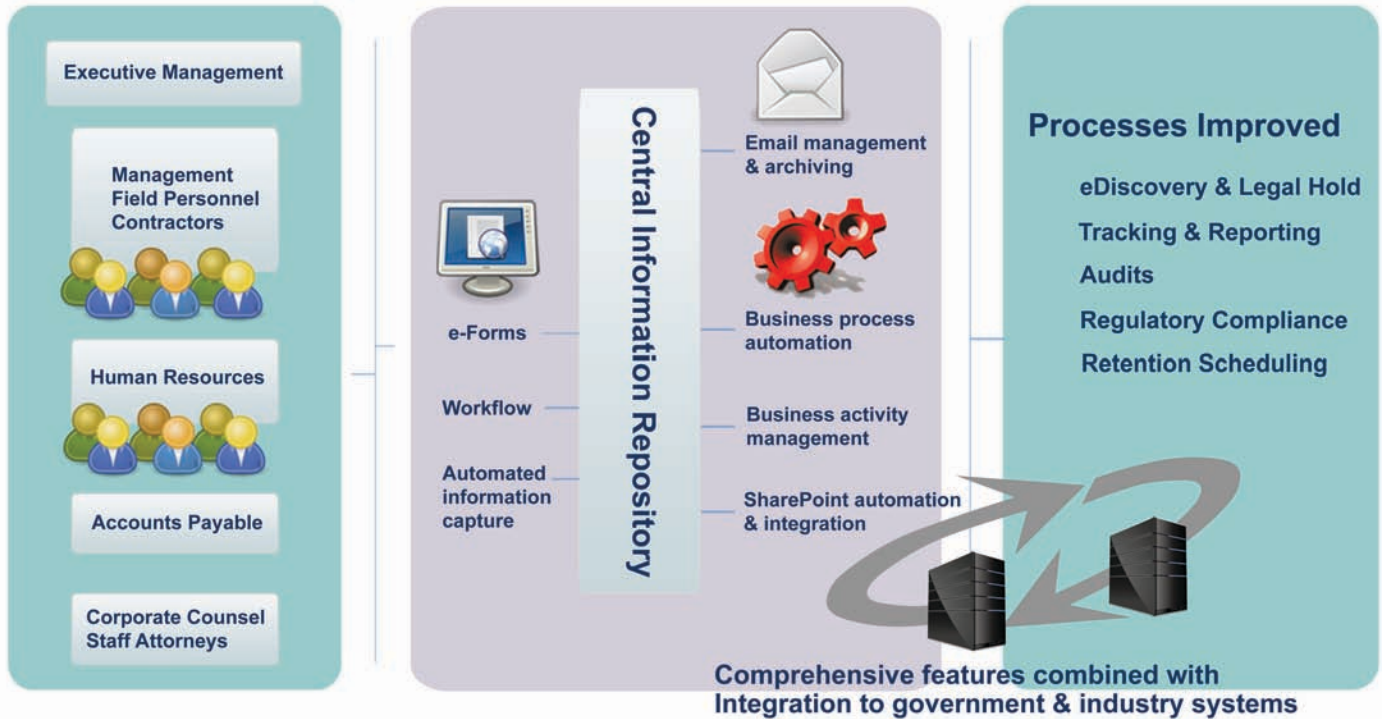 Executive Management
Management
Field Personnel
Contractors
Human Resources
Accounts Payable
Corporate Counsel
Staff Attorneys
e-Forms
Workflow
Automated
information
capture
Central Information Repository
Email management
& archiving
Business process
automation
Business activity
management
SharePoint automation
& integration
Processes Improved
eDiscovery & Legal Hold
Tracking & Reporting
Audits
Regulatory Compliance
Retention Scheduling
Comprehensive features combined with
Integration to government & industry systems